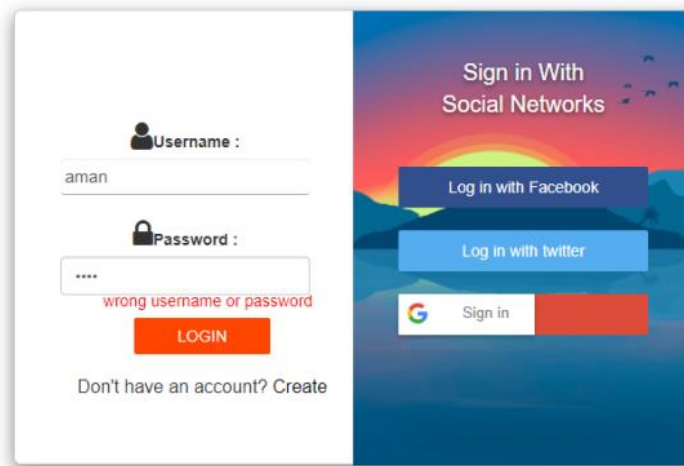 Username :
aman
Password :
••••
wrong username or password
LOGIN
Don't have an account? Create
Sign in With
Social Networks
Log in with Facebook
Log in with twitter
Sign in